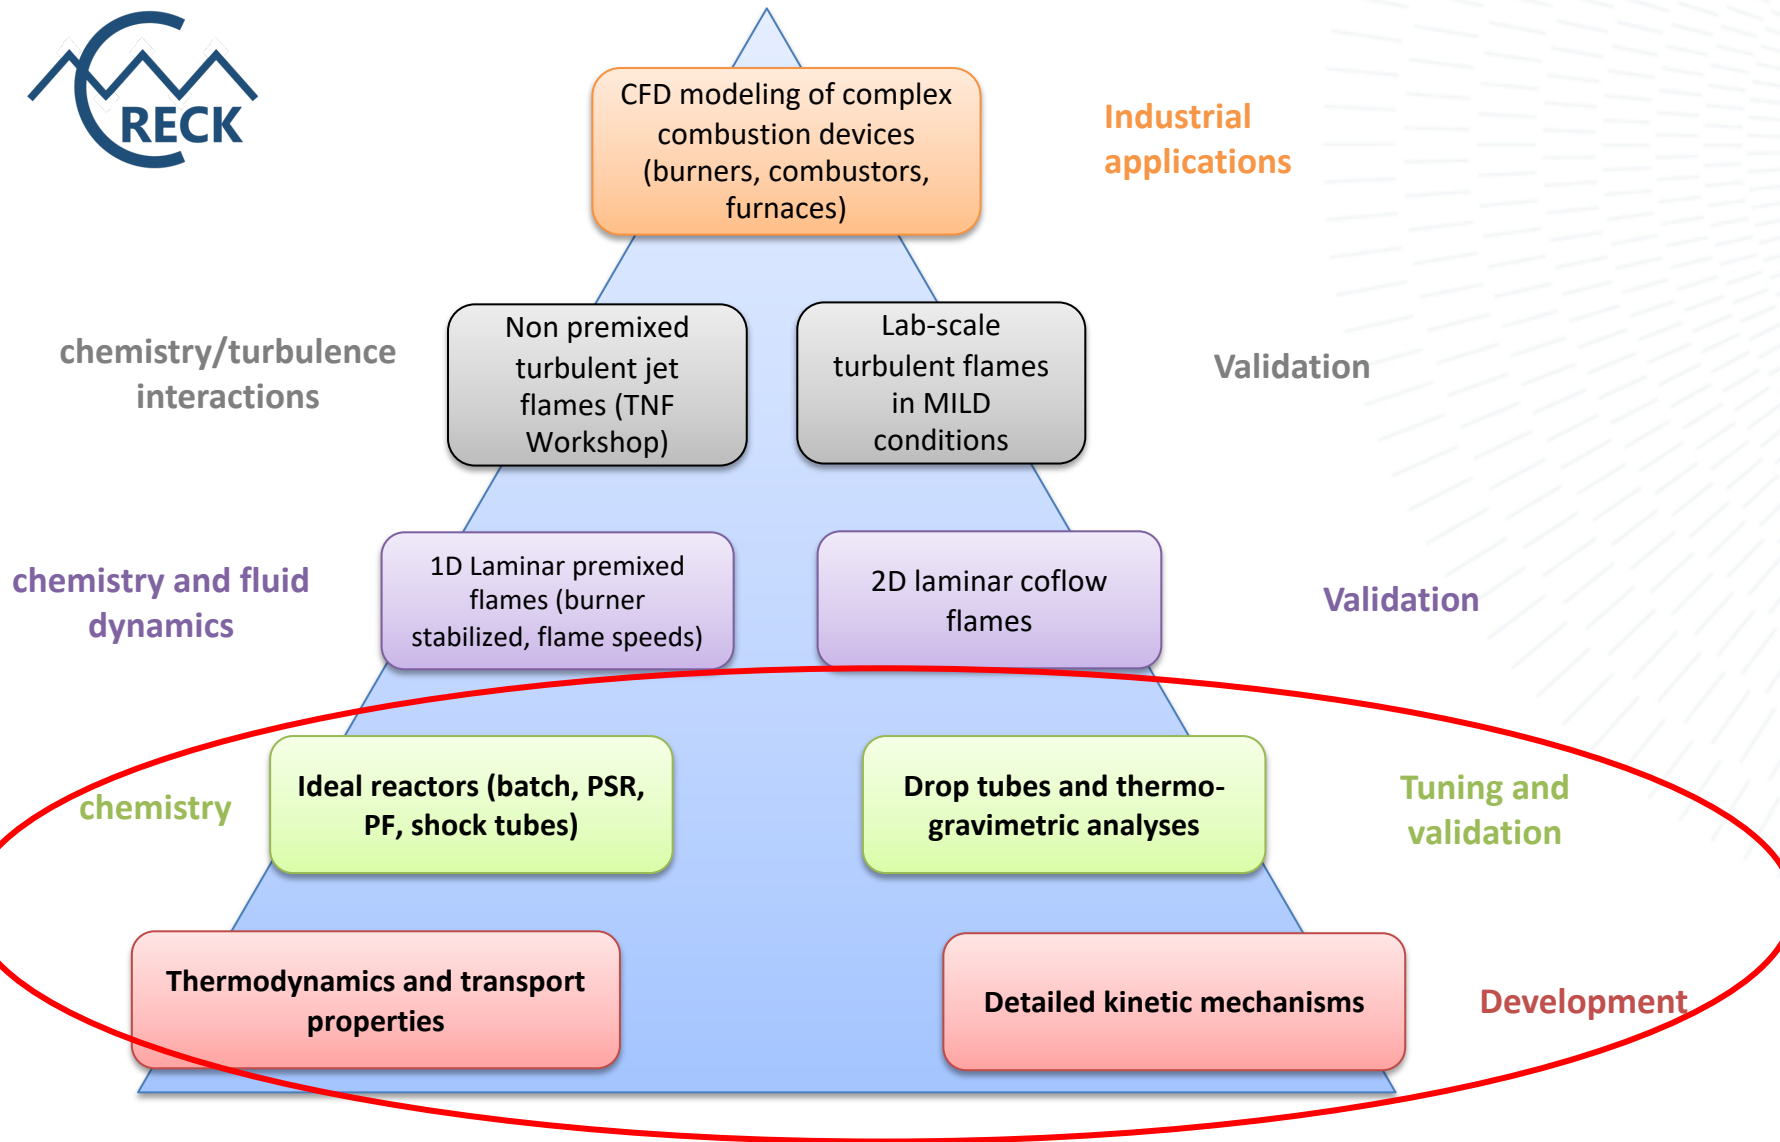 CRECK
CFD modeling of complex
combustion devices
(burners, combustors,
furnaces)
Industrial
applications
chemistry/turbulence
interactions
Non premixed
turbulent jet
flames (TNF
Workshop)
Lab-scale
turbulent flames
in MILD
conditions
Validation
chemistry and fluid
dynamics
1D Laminar premixed
flames (burner
stabilized, flame speeds)
2D laminar coflow
flames
Validation
chemistry
Ideal reactors (batch, PSR,
PF, shock tubes)
Drop tubes and thermo-
gravimetric analyses
Tuning and
validation
Thermodynamics and transport
properties
Detailed kinetic mechanisms
Development